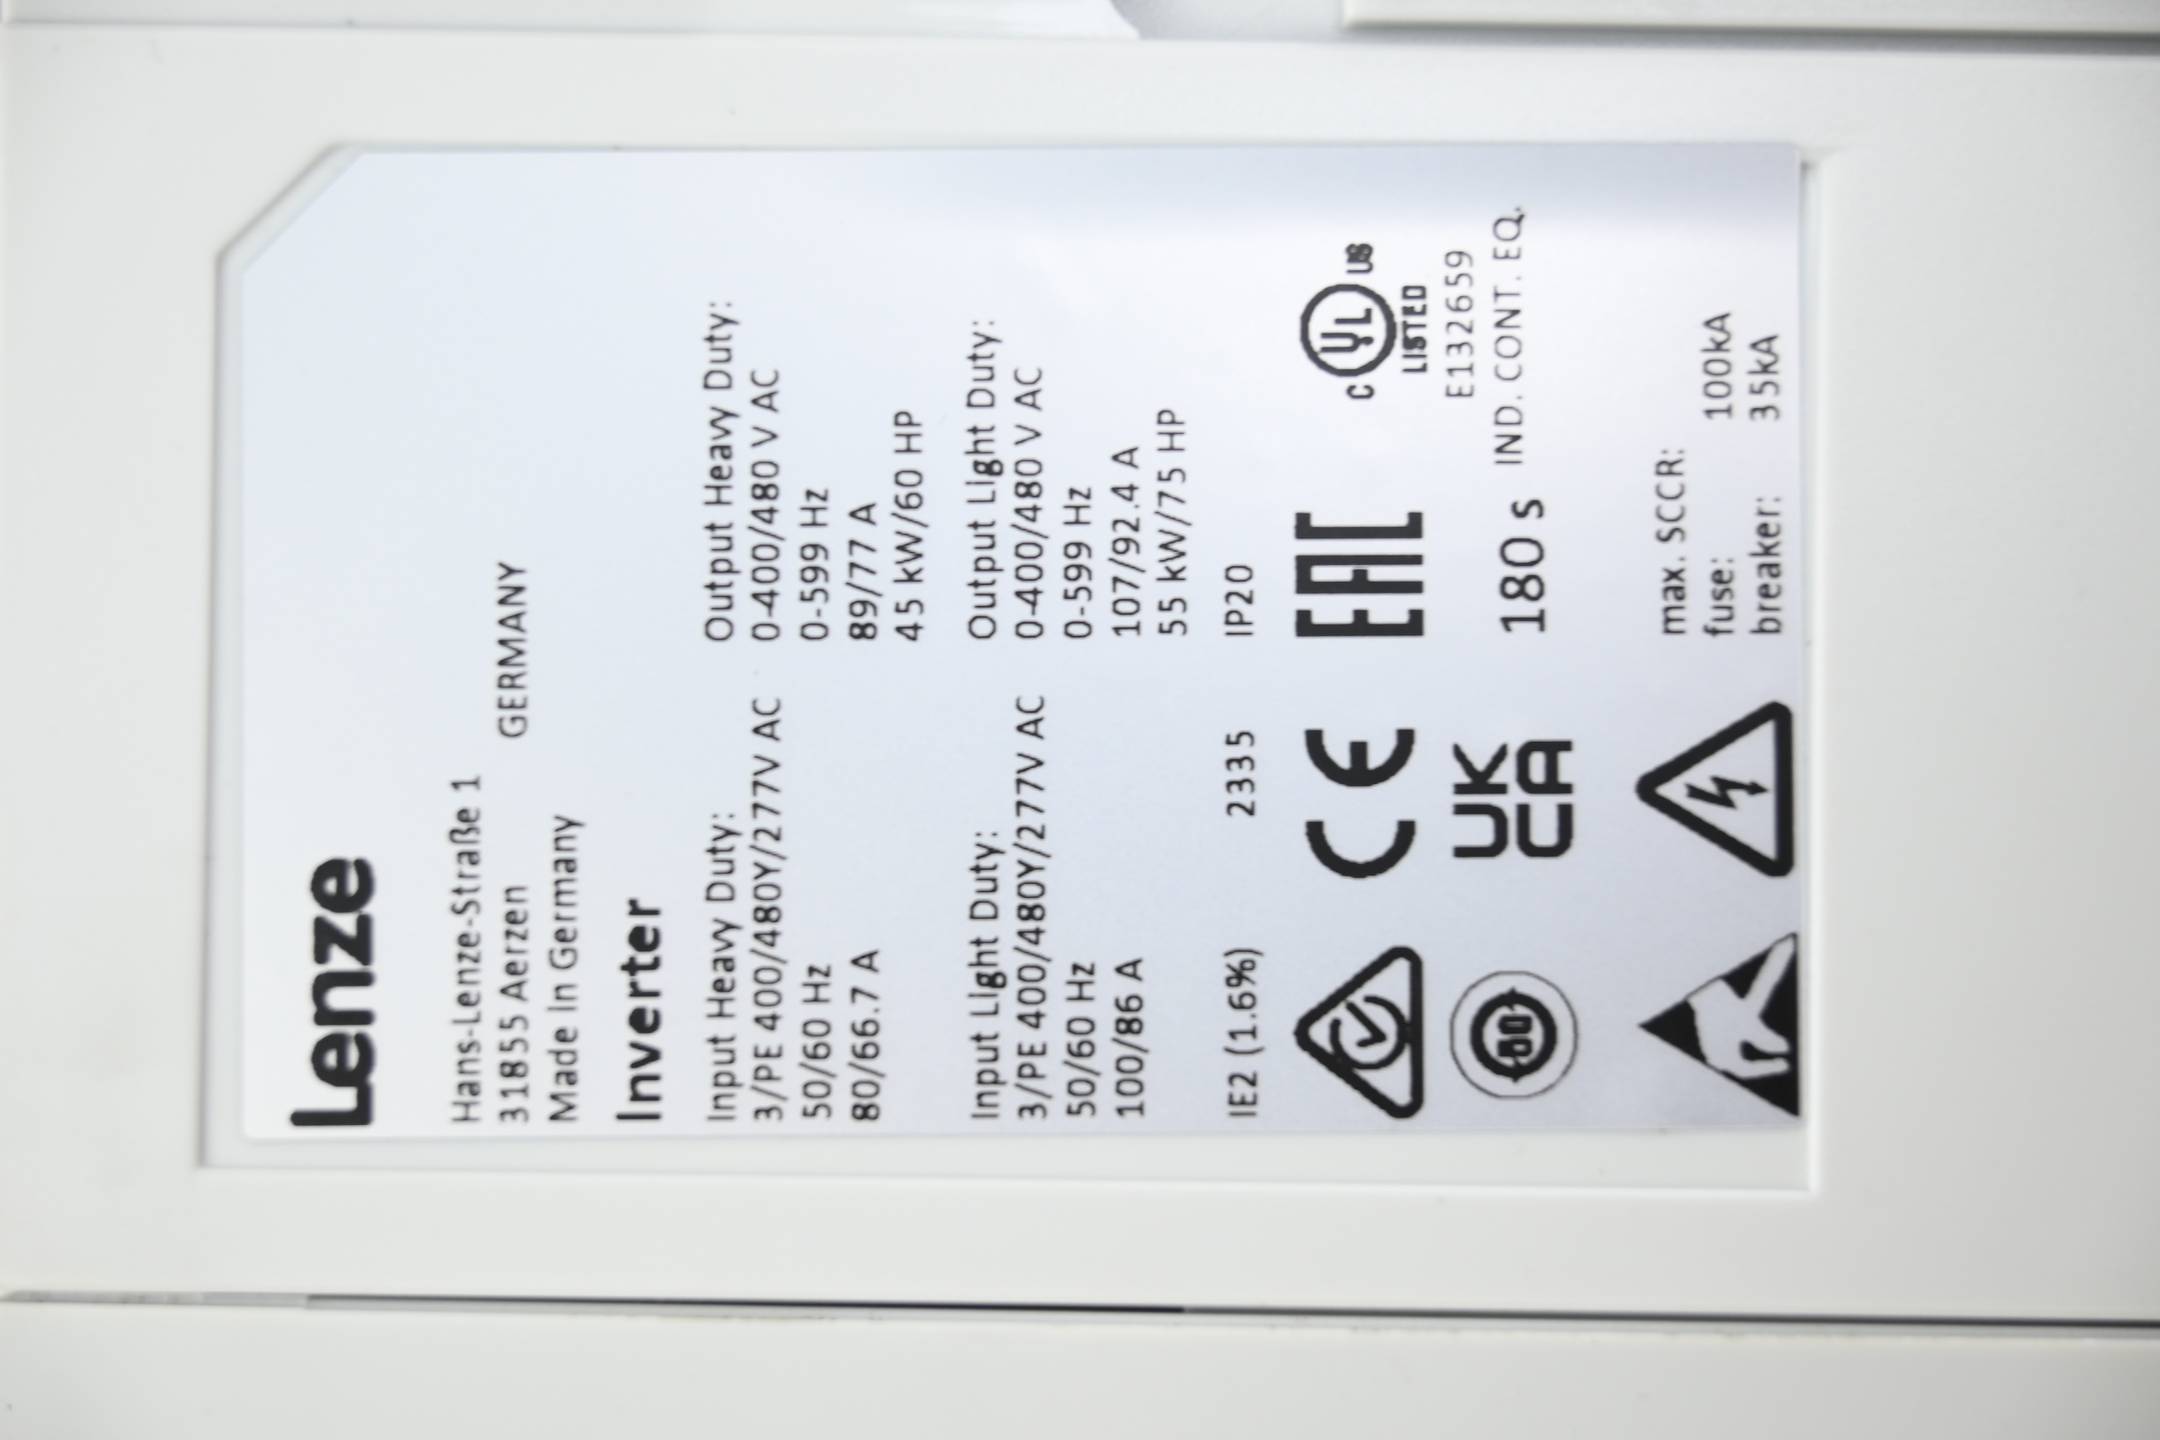 Lenze
Hans-Lenze-Straße 1
31855 Aerzen GERMANY
Made in Germany
Inverter
Input Heavy Duty: Output Heavy Duty:
3/PE 400/480Y/277V AC 0-400/480 V AC
50/60 Hz 0-599 Hz
80/66.7 A 89/77 A
45 kW/60 HP
Input Light Duty: Output Light Duty:
3/PE 400/480Y/277V AC 0-400/480 V AC
50/60 Hz 0-599 Hz
100/86 A 107/92.4 A
55 kW/75 HP
IE2 (1.6%) 2335 IP20
CE EAC C UL US
LISTED
E132659
UK
CA 180 s IND. CONT. EQ.
max. SCCR:
fuse: 100kA
breaker: 35kA